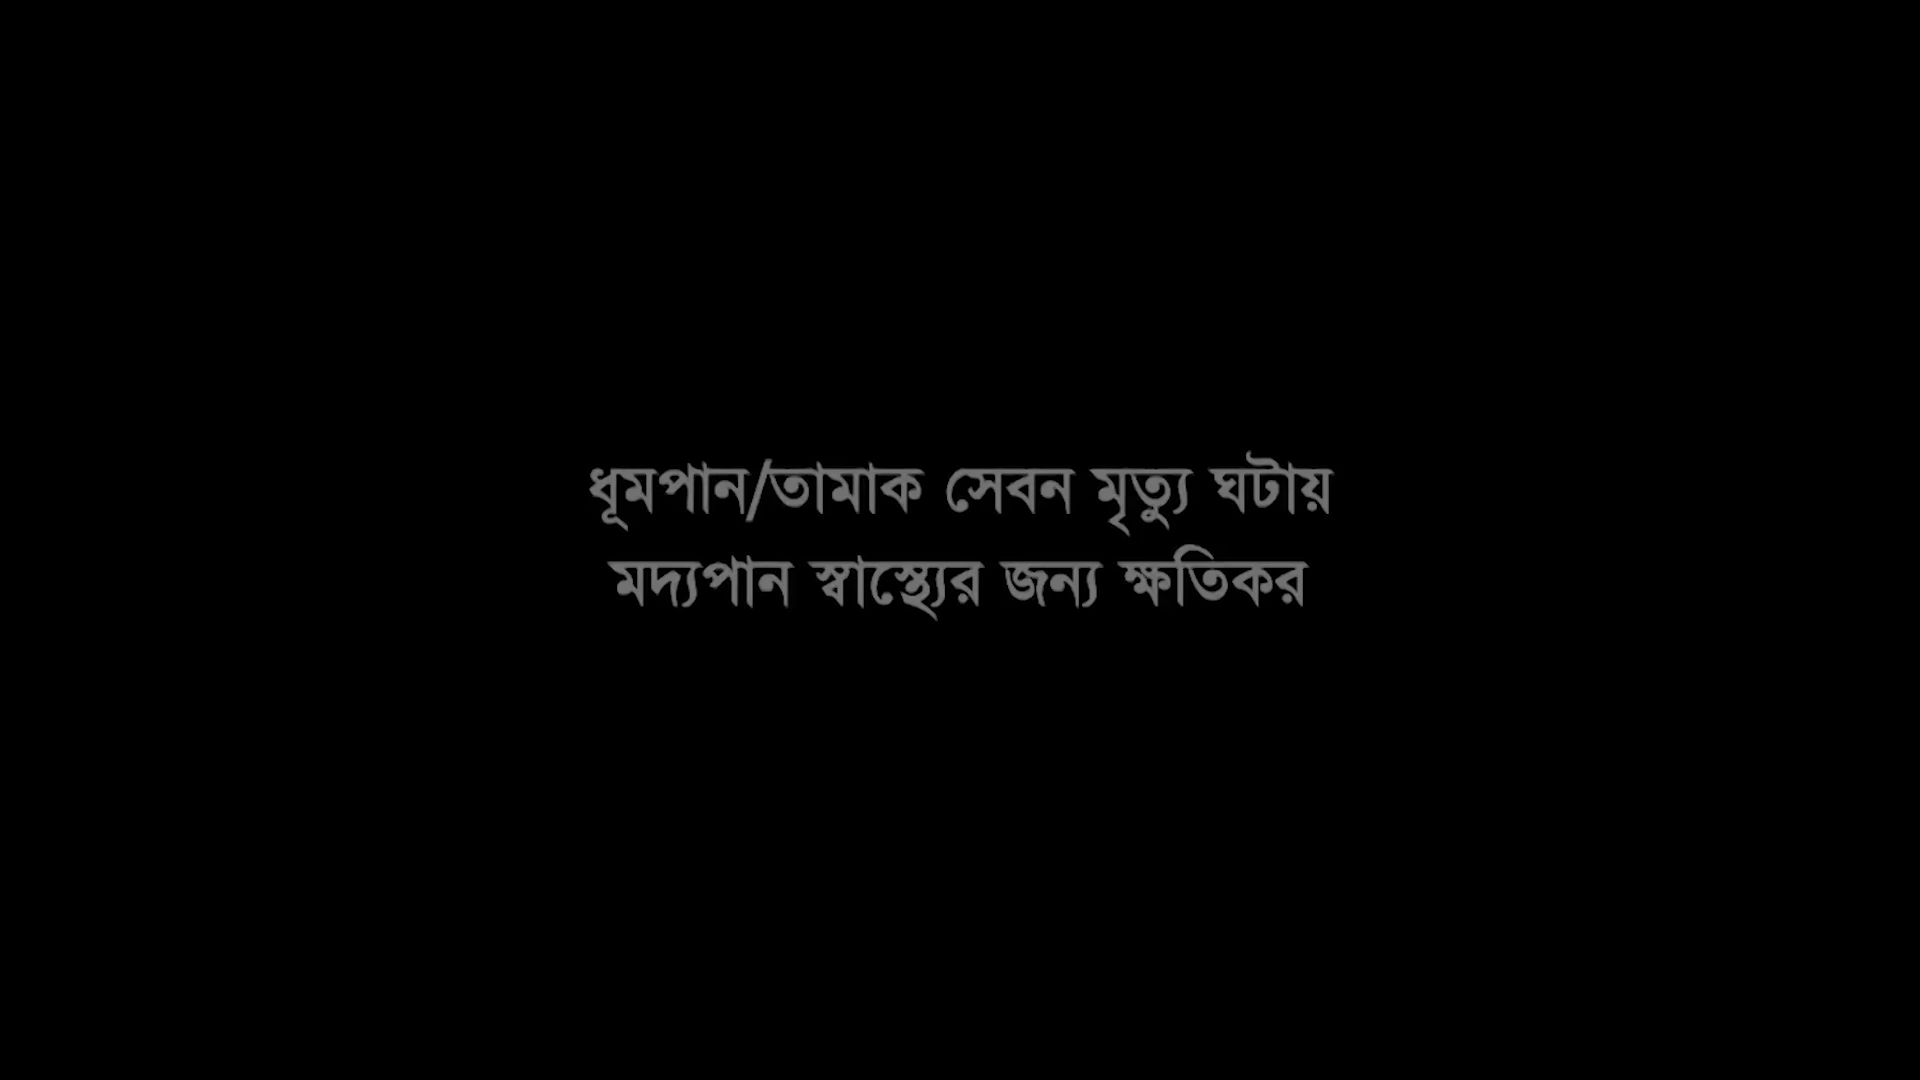 ধূমপান/তামাক সেবন মৃত্যু ঘটায়
মদ্যপান স্বাস্থ্যের জন্য ক্ষতিকর